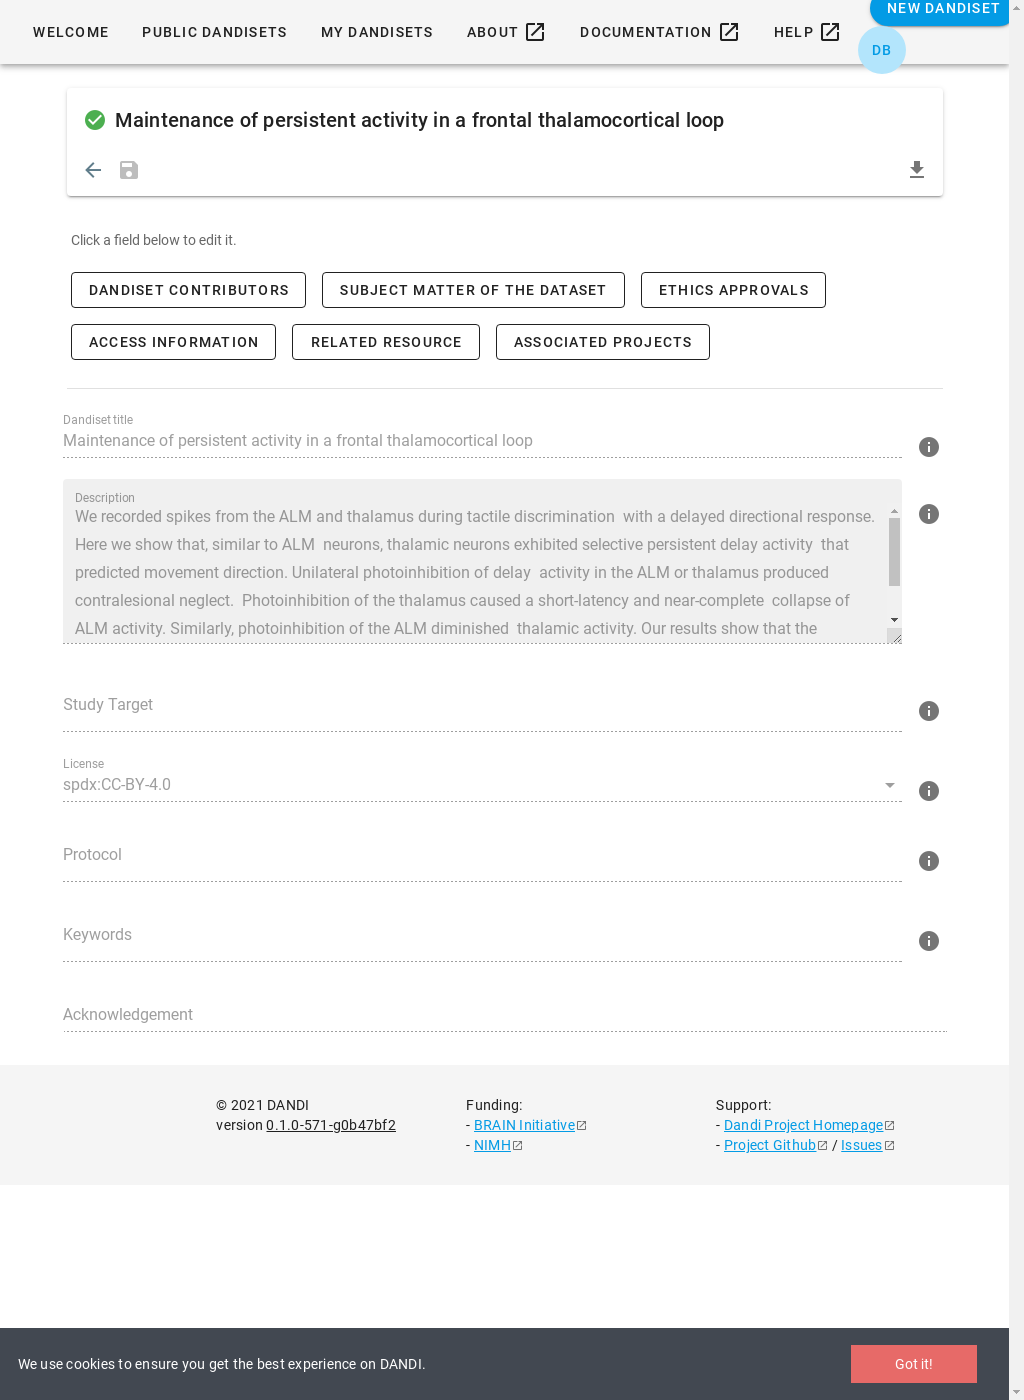 WELCOME PUBLIC DANDISETS MY DANDISETS ABOUT DOCUMENTATION HELP NEW DANDISET
DB
Maintenance of persistent activity in a frontal thalamocortical loop
Click a field below to edit it.
DANDISET CONTRIBUTORS SUBJECT MATTER OF THE DATASET ETHICS APPROVALS
ACCESS INFORMATION RELATED RESOURCE ASSOCIATED PROJECTS
Dandiset title
Maintenance of persistent activity in a frontal thalamocortical loop
Description
We recorded spikes from the ALM and thalamus during tactile discrimination with a delayed directional response.
Here we show that, similar to ALM neurons, thalamic neurons exhibited selective persistent delay activity that
predicted movement direction. Unilateral photoinhibition of delay activity in the ALM or thalamus produced
contralesional neglect. Photoinhibition of the thalamus caused a short-latency and near-complete collapse of
ALM activity. Similarly, photoinhibition of the ALM diminished thalamic activity. Our results show that the
Study Target
License
spdx:CC-BY-4.0
Protocol
Keywords
Acknowledgement
© 2021 DANDI
version 0.1.0-571-g0b47bf2
Funding:
- BRAIN Initiative
- NIMH
Support:
- Dandi Project Homepage
- Project Github / Issues
We use cookies to ensure you get the best experience on DANDI.
Got it!